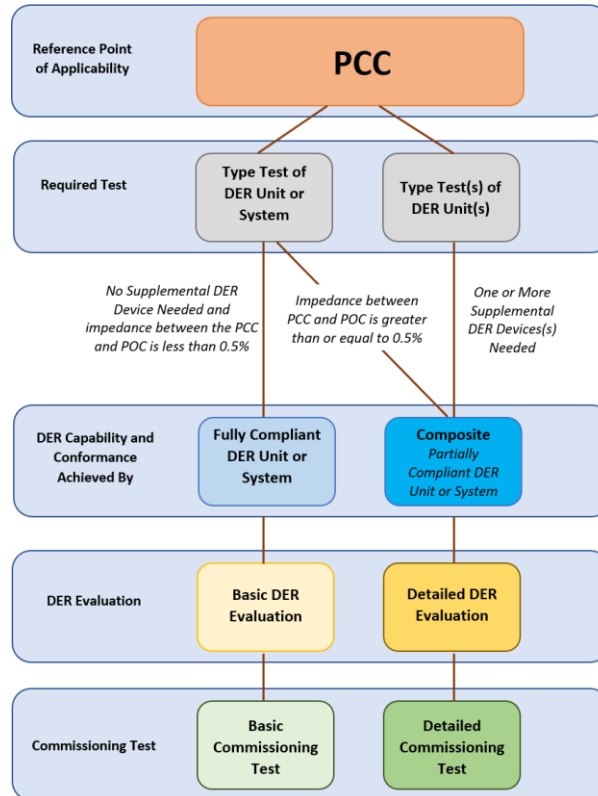 Reference Point
of Applicability
PCC
Required Test
Type Test of
DER Unit or
System
Type Test(s) of
DER Unit(s)
No Supplemental DER
Device Needed and
impedance between the PCC
and POC is less than 0.5%
Impedance between
PCC and POC is greater
than or equal to 0.5%
One or More
Supplemental
DER Devices(s)
Needed
DER Capability and
Conformance
Achieved By
Fully Compliant
DER Unit or
System
Composite
Partially
Compliant DER
Unit or System
DER Evaluation
Basic DER
Evaluation
Detailed DER
Evaluation
Commissioning Test
Basic
Commissioning
Test
Detailed
Commissioning
Test